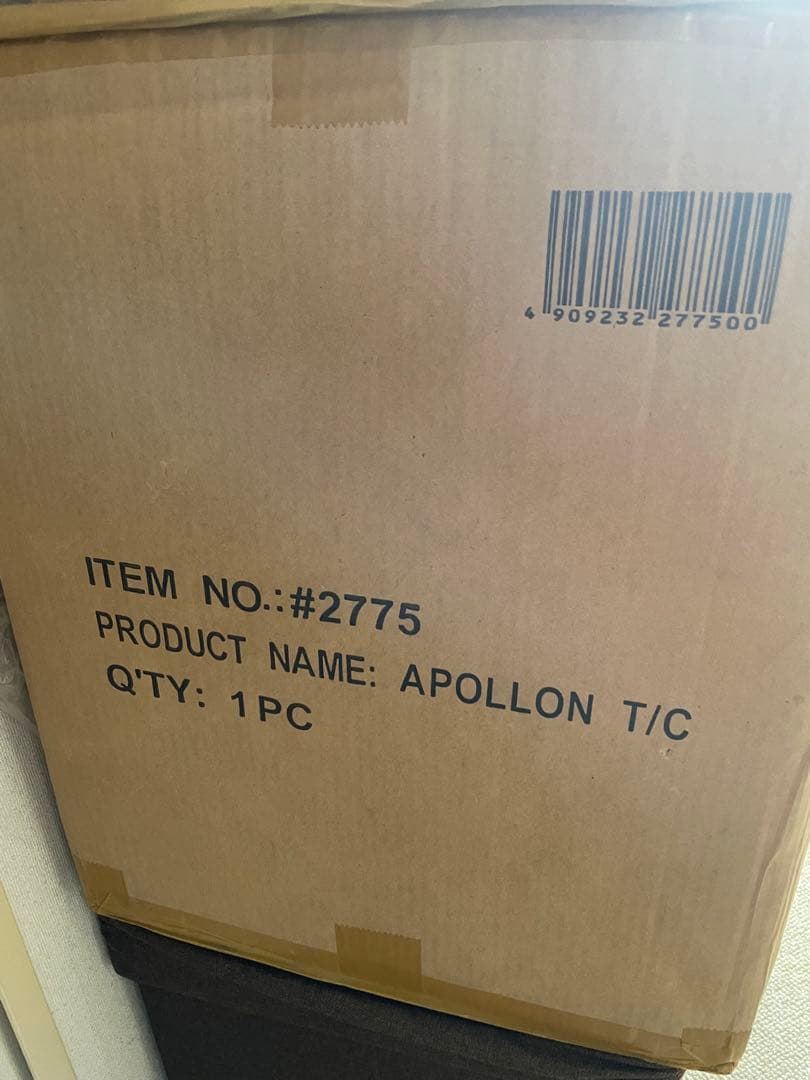 4 909232 277500
ITEM NO.:#2775
PRODUCT NAME: APOLLON T/C
Q'TY: 1PC